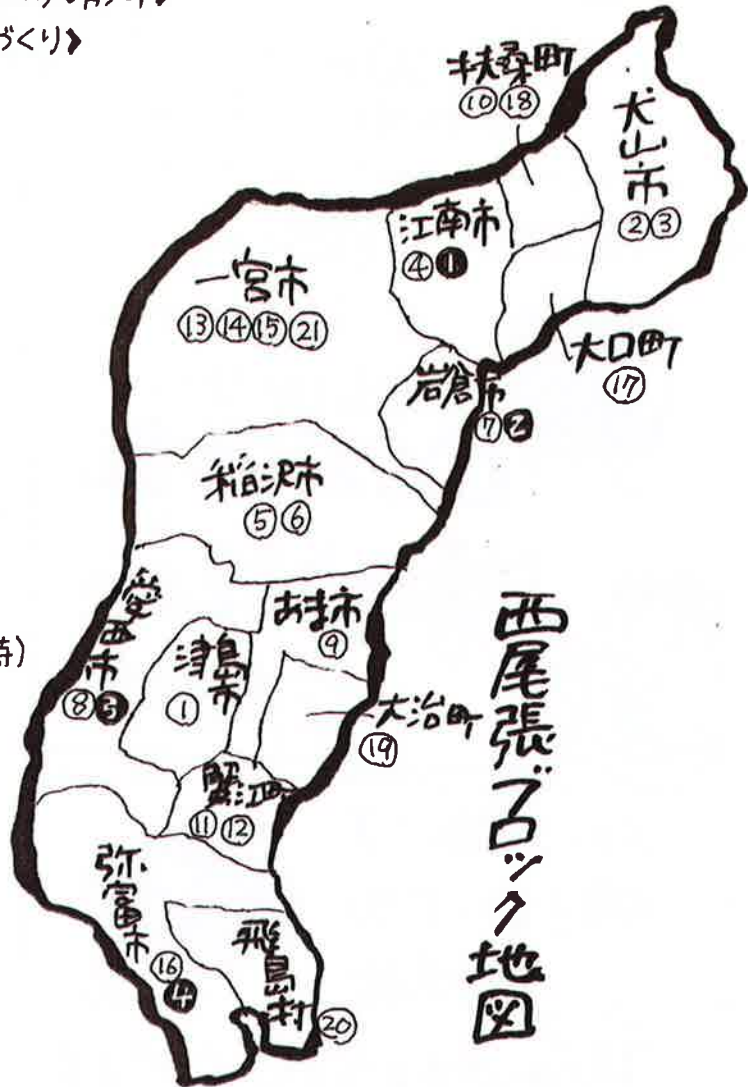 づくり》
扶桑町
⑩⑱
犬山市
②③
江南市
④❶
一宮市
⑬⑭⑮㉑
大口町
⑰
岩倉市
⑦❷
稲沢市
⑤⑥
愛西市
⑧❸
津島市
①
あま市
⑨
大治町
⑲
蟹江町
⑪⑫
弥富市
⑯
❹
飛島村
⑳
西尾張ブロック地図